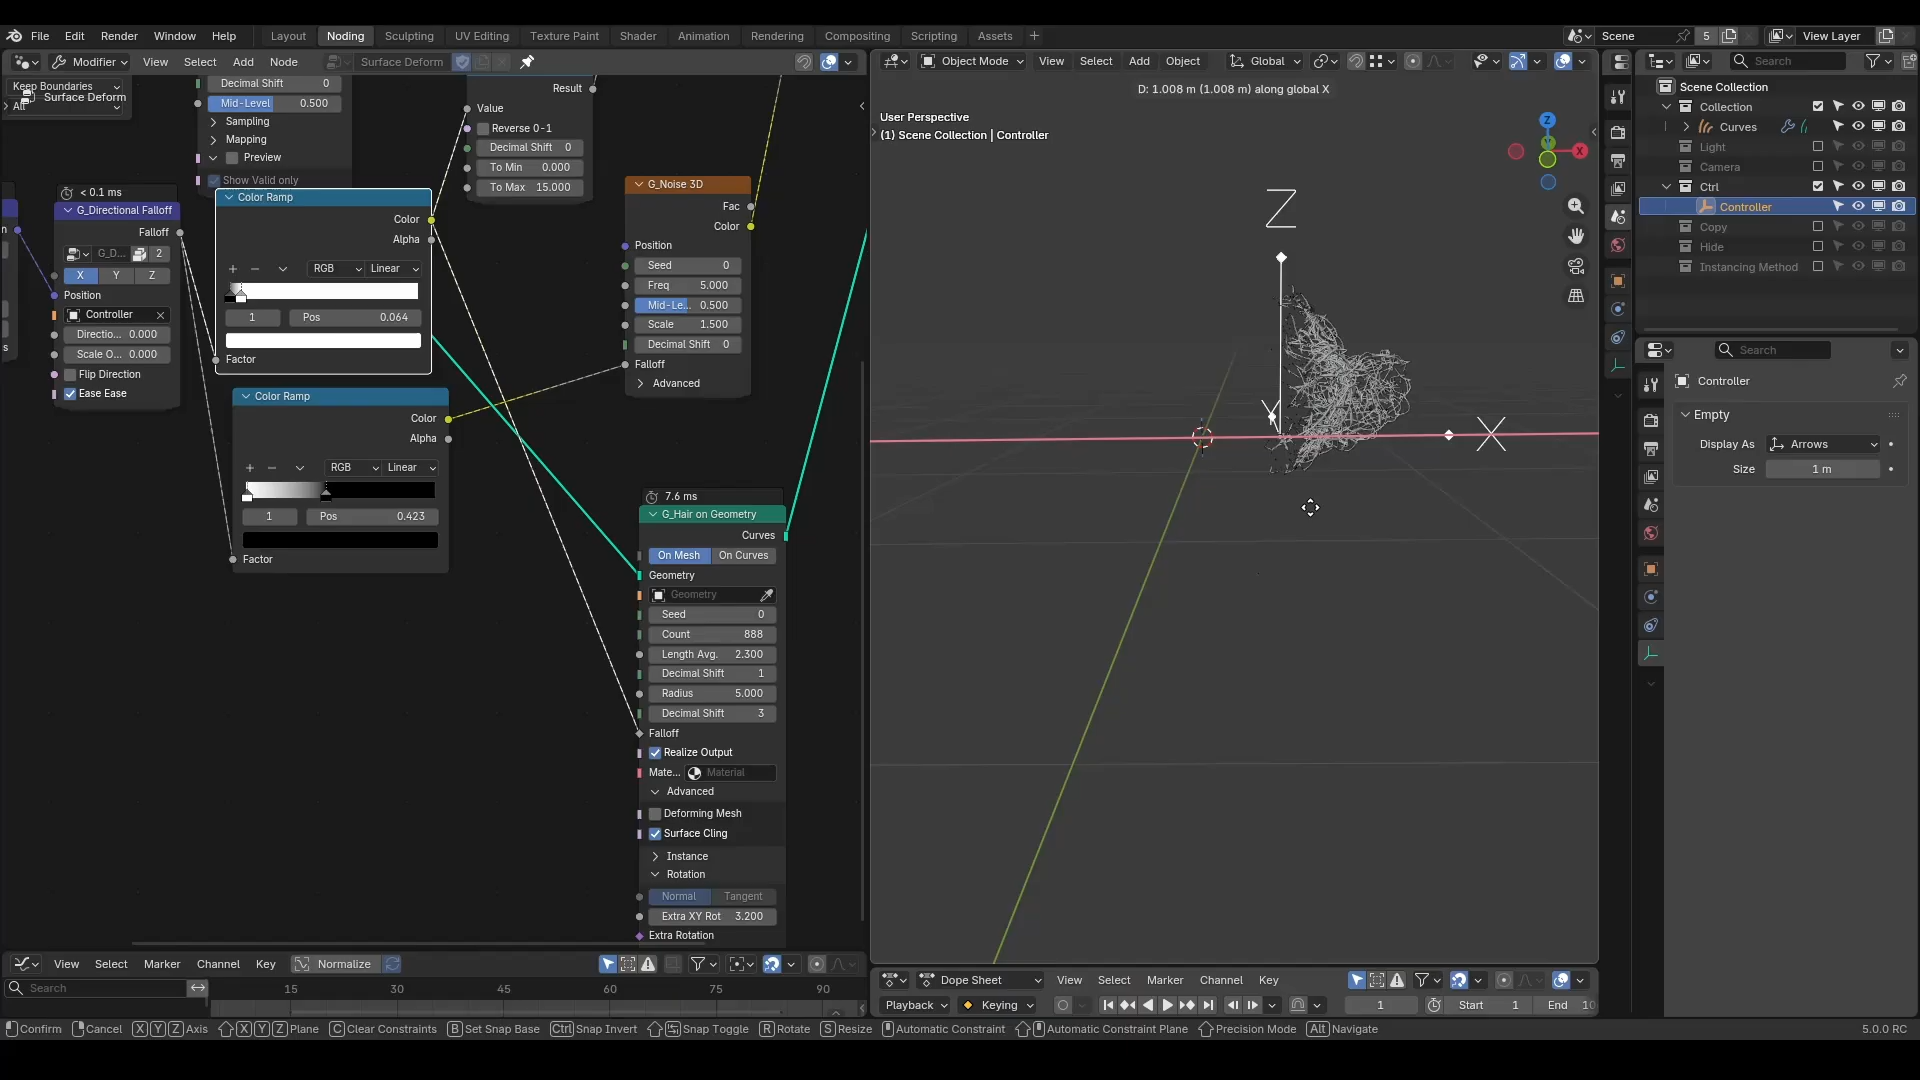 File Edit Render Window Help Layout Noding Sculpting UV Editing Texture Paint Shader Animation Rendering Compositing Scripting Assets + Scene 5 View Layer
Modifier View Select Add Node Surface Deform
Object Mode View Select Add Object Global
Search
Keep Boundaries
Surface Deform
Decimal Shift 0
Mid-Level 0.500
Sampling
Mapping
Preview
Show Valid only
Result
Value
Reverse 0-1
Decimal Shift 0
To Min 0.000
To Max 15.000
< 0.1 ms
G_Directional Falloff
Falloff
G_D... 2
X Y Z
Position
Controller
Directio... 0.000
Scale O... 0.000
Flip Direction
Ease Ease
Color Ramp
Color
Alpha
RGB Linear
1 Pos 0.064
Factor
Color Ramp
Color
Alpha
RGB Linear
1 Pos 0.423
Factor
G_Noise 3D
Fac
Color
Position
Seed 0
Freq 5.000
Mid-Le... 0.500
Scale 1.500
Decimal Shift 0
Falloff
Advanced
7.6 ms
G_Hair on Geometry
Curves
On Mesh On Curves
Geometry
Geometry
Seed 0
Count 888
Length Avg. 2.300
Decimal Shift 1
Radius 5.000
Decimal Shift 3
Falloff
Realize Output
Mate... Material
Advanced
Deforming Mesh
Surface Cling
Instance
Rotation
Normal Tangent
Extra XY Rot 3.200
Extra Rotation
D: 1.008 m (1.008 m) along global X
User Perspective
(1) Scene Collection | Controller
Z
X
Z
Y
X
Scene Collection
Collection
Curves
Light
Camera
Ctrl
Controller
Copy
Hide
Instancing Method
Search
Controller
Empty
Display As Arrows
Size 1 m
View Select Marker Channel Key Normalize
Search 15 30 45 60 75 90
Dope Sheet View Select Marker Channel Key
Playback Keying 1 Start 1 End 10
Confirm Cancel X Y Z Axis X Y Z Plane C Clear Constraints B Set Snap Base Ctrl Snap Invert Snap Toggle R Rotate S Resize Automatic Constraint Automatic Constraint Plane Precision Mode Alt Navigate 5.0.0 RC